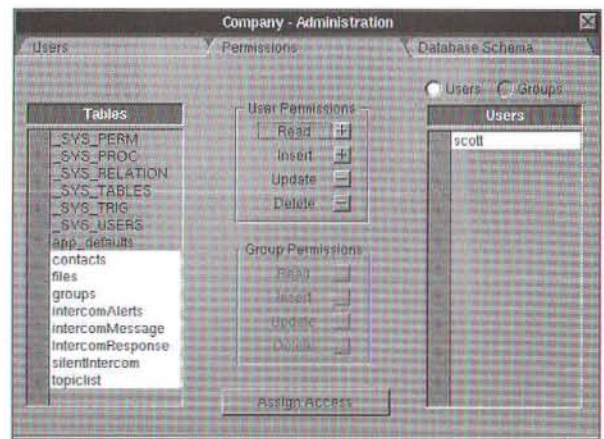 Company - Administration
Users
Permissions
Database Schema
Users
Groups
Tables
_SYS_PERM
_SYS_PROC
_SYS_RELATION
_SYS_TABLES
_SYS_TRIG
_SYS_USERS
app_defaults
contacts
files
groups
intercomAlerts
intercomMessage
IntercomResponse
silentIntercom
topiclist
User Permissions
Read +
Insert +
Update -
Delete -
Group Permissions
Read
Insert
Update
Delete
Assign Access
Users
scott